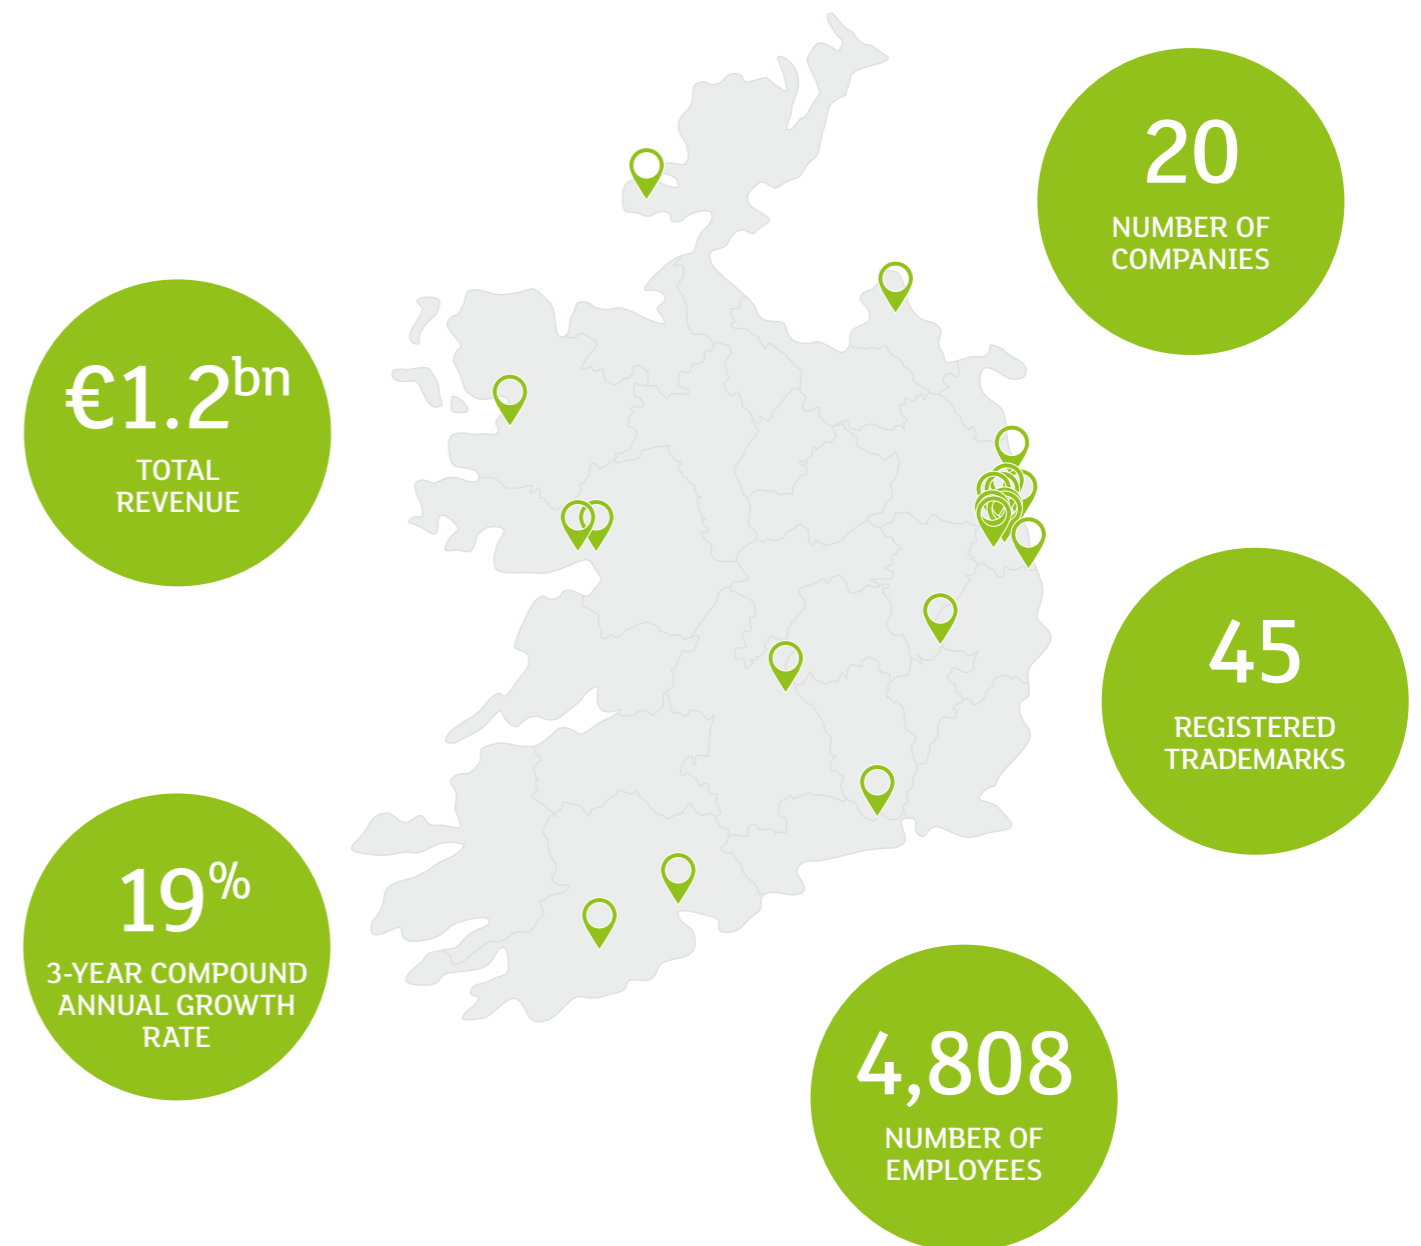 20
NUMBER OF
COMPANIES
€1.2bn
TOTAL
REVENUE
45
REGISTERED
TRADEMARKS
19%
3-YEAR COMPOUND
ANNUAL GROWTH
RATE
4,808
NUMBER OF
EMPLOYEES